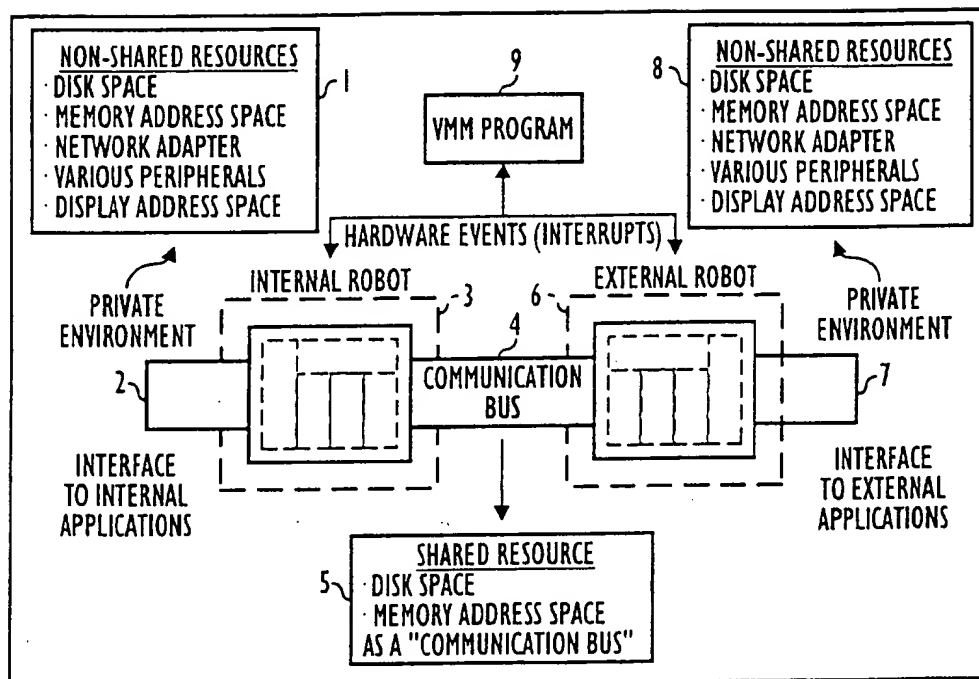 NON-SHARED RESOURCES
· DISK SPACE
· MEMORY ADDRESS SPACE
· NETWORK ADAPTER
· VARIOUS PERIPHERALS
· DISPLAY ADDRESS SPACE
1
9
VMM PROGRAM
8
NON-SHARED RESOURCES
· DISK SPACE
· MEMORY ADDRESS SPACE
· NETWORK ADAPTER
· VARIOUS PERIPHERALS
· DISPLAY ADDRESS SPACE
HARDWARE EVENTS (INTERRUPTS)
PRIVATE
ENVIRONMENT
INTERNAL ROBOT
3
6
EXTERNAL ROBOT
PRIVATE
ENVIRONMENT
2
4
COMMUNICATION
BUS
7
INTERFACE
TO INTERNAL
APPLICATIONS
INTERFACE
TO EXTERNAL
APPLICATIONS
5
SHARED RESOURCE
· DISK SPACE
· MEMORY ADDRESS SPACE
AS A "COMMUNICATION BUS"